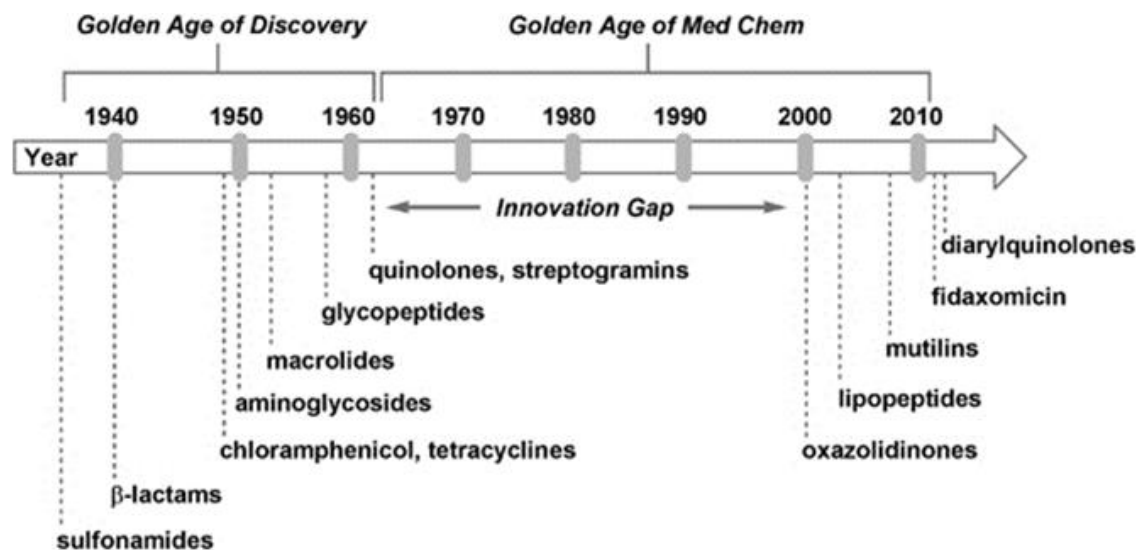 Golden Age of Discovery
Golden Age of Med Chem
1940 1950 1960 1970 1980 1990 2000 2010
Year
Innovation Gap
diarylquinolones
quinolones, streptogramins
fidaxomicin
glycopeptides
mutilins
macrolides
lipopeptides
aminoglycosides
chloramphenicol, tetracyclines
oxazolidinones
β-lactams
sulfonamides